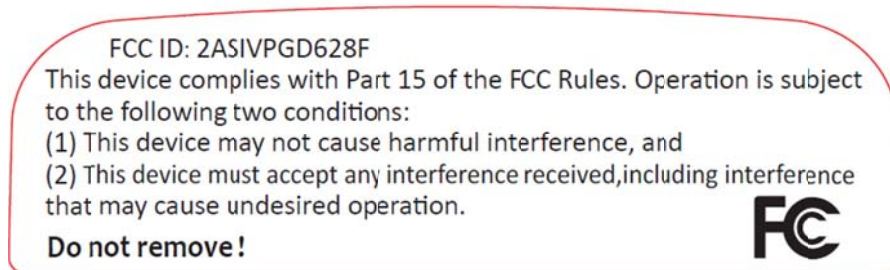 FCC ID: 2ASIVPGD628F
This device complies with Part 15 of the FCC Rules. Operation is subject
to the following two conditions:
(1) This device may not cause harmful interference, and
(2) This device must accept any interference received,including interference
that may cause undesired operation.
Do not remove!
FC